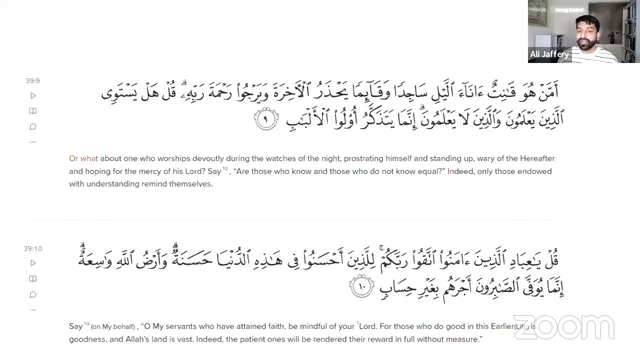 Ali Jaffery
39:9
أَمَّنْ هُوَ قَـٰنِتٌ ءَانَآءَ ٱلَّيْلِ سَاجِدًا وَقَآئِمًا يَحْذَرُ ٱلْـَٔاخِرَةَ وَيَرْجُوا۟ رَحْمَةَ رَبِّهِۦ ۗ قُلْ هَلْ يَسْتَوِى
ٱلَّذِينَ يَعْلَمُونَ وَٱلَّذِينَ لَا يَعْلَمُونَ ۗ إِنَّمَا يَتَذَكَّرُ أُو۟لُوا۟ ٱلْأَلْبَـٰبِ ٩
Or what about one who worships devoutly during the watches of the night, prostrating himself and standing up, wary of the Hereafter
and hoping for the mercy of his Lord? Say, “Are those who know and those who do not know equal?” Indeed, only those endowed
with understanding remind themselves.
39:10
قُلْ يَـٰعِبَادِ ٱلَّذِينَ ءَامَنُوا۟ ٱتَّقُوا۟ رَبَّكُمْ ۚ لِلَّذِينَ أَحْسَنُوا۟ فِى هَـٰذِهِ ٱلدُّنْيَا حَسَنَةٌ ۗ وَأَرْضُ ٱللَّهِ وَٰسِعَةٌ ۗ
إِنَّمَا يُوَفَّى ٱلصَّـٰبِرُونَ أَجْرَهُم بِغَيْرِ حِسَابٍ ١٠
Say (on My behalf), “O My servants who have attained faith, be mindful of your Lord. For those who do good in this Earlier Life is
goodness, and Allah’s land is vast. Indeed, the patient ones will be rendered their reward in full without measure.”
zoom